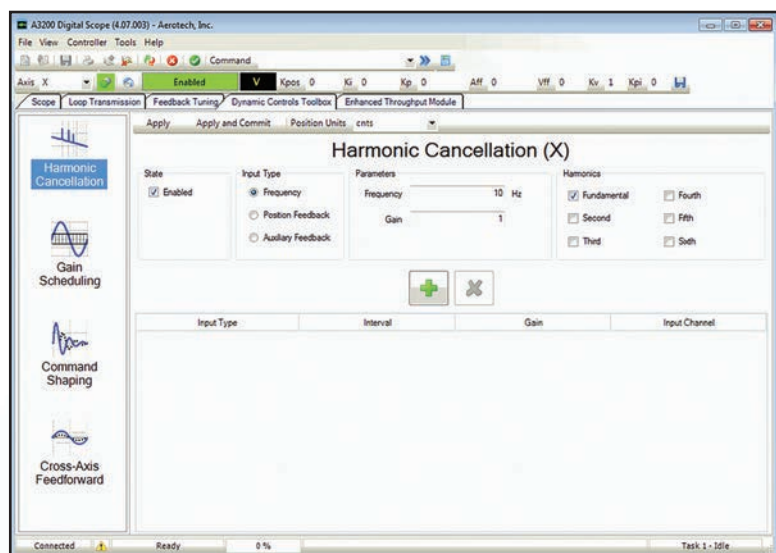 A3200 Digital Scope (4.07.003) - Aerotech, Inc.
File View Controller Tools Help
Command
Axis X Enabled V Kpos 0 Ki 0 Kp 0 Aff 0 Vff 0 Kv 1 Kpi 0
Scope Loop Transmission Feedback Tuning Dynamic Controls Toolbox Enhanced Throughput Module
Apply Apply and Commit Position Units cnts
Harmonic Cancellation
Gain Scheduling
Command Shaping
Cross-Axis Feedforward
Harmonic Cancellation (X)
State
Enabled
Input Type
Frequency
Position Feedback
Auxiliary Feedback
Parameters
Frequency 10 Hz
Gain 1
Harmonics
Fundamental Fourth
Second Fifth
Third Sixth
Input Type Interval Gain Input Channel
Connected Ready 0 % Task 1 - Idle